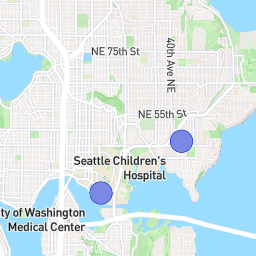 NE 75th St
40th Ave NE
NE 55th St
Seattle Children's
Hospital
ty of Washington
Medical Center